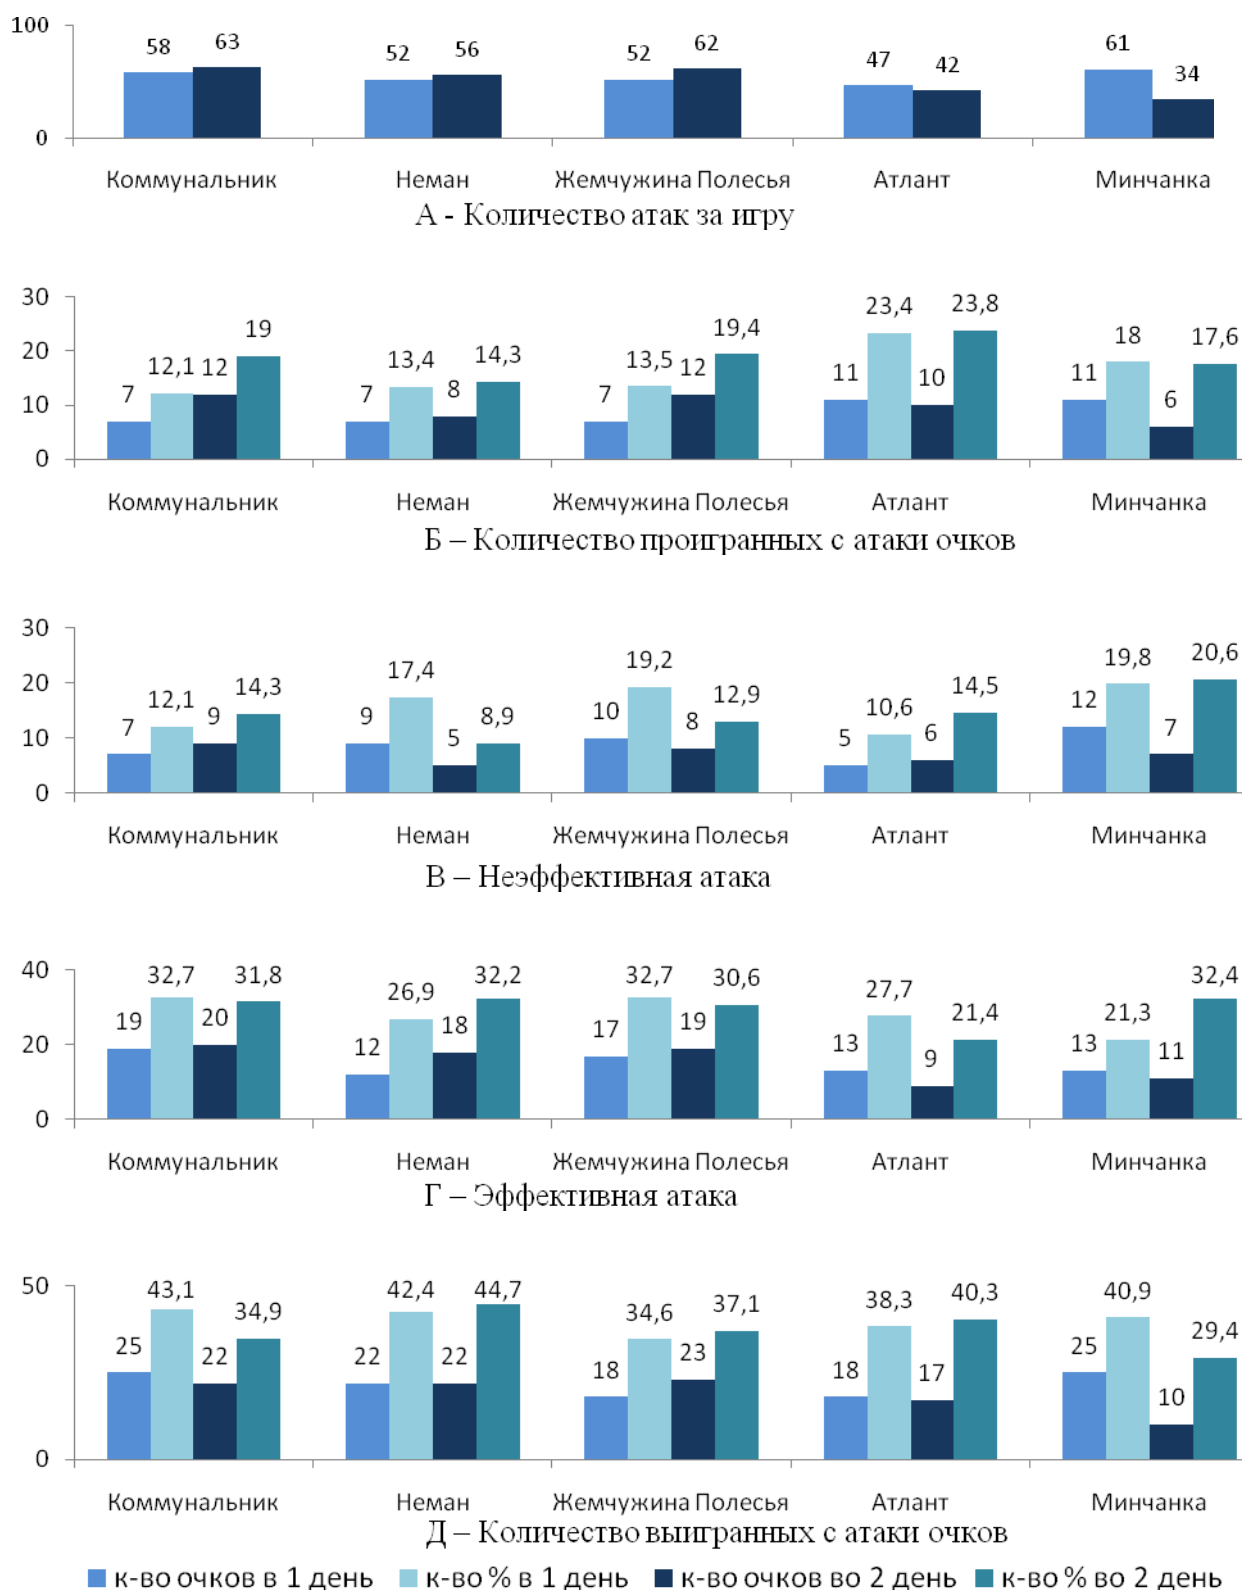 100
58 63 52 56 52 62 47 42 61 34
0
Коммунальник Неман Жемчужина Полесья Атлант Минчанка
А - Количество атак за игру
30
20
10
0
7 12,1 12 19 7 13,4 8 14,3 7 13,5 12 19,4 11 23,4 10 23,8 11 18 6 17,6
Коммунальник Неман Жемчужина Полесья Атлант Минчанка
Б – Количество проигранных с атаки очков
30
20
10
0
7 12,1 9 14,3 9 17,4 5 8,9 10 19,2 8 12,9 5 10,6 6 14,5 12 19,8 7 20,6
Коммунальник Неман Жемчужина Полесья Атлант Минчанка
В – Неэффективная атака
40
20
0
19 32,7 20 31,8 12 26,9 18 32,2 17 32,7 19 30,6 13 27,7 9 21,4 13 21,3 11 32,4
Коммунальник Неман Жемчужина Полесья Атлант Минчанка
Г – Эффективная атака
50
0
25 43,1 22 34,9 22 42,4 22 44,7 18 34,6 23 37,1 18 38,3 17 40,3 25 40,9 10 29,4
Коммунальник Неман Жемчужина Полесья Атлант Минчанка
Д – Количество выигранных с атаки очков
к-во очков в 1 день к-во % в 1 день к-во очков во 2 день к-во % во 2 день